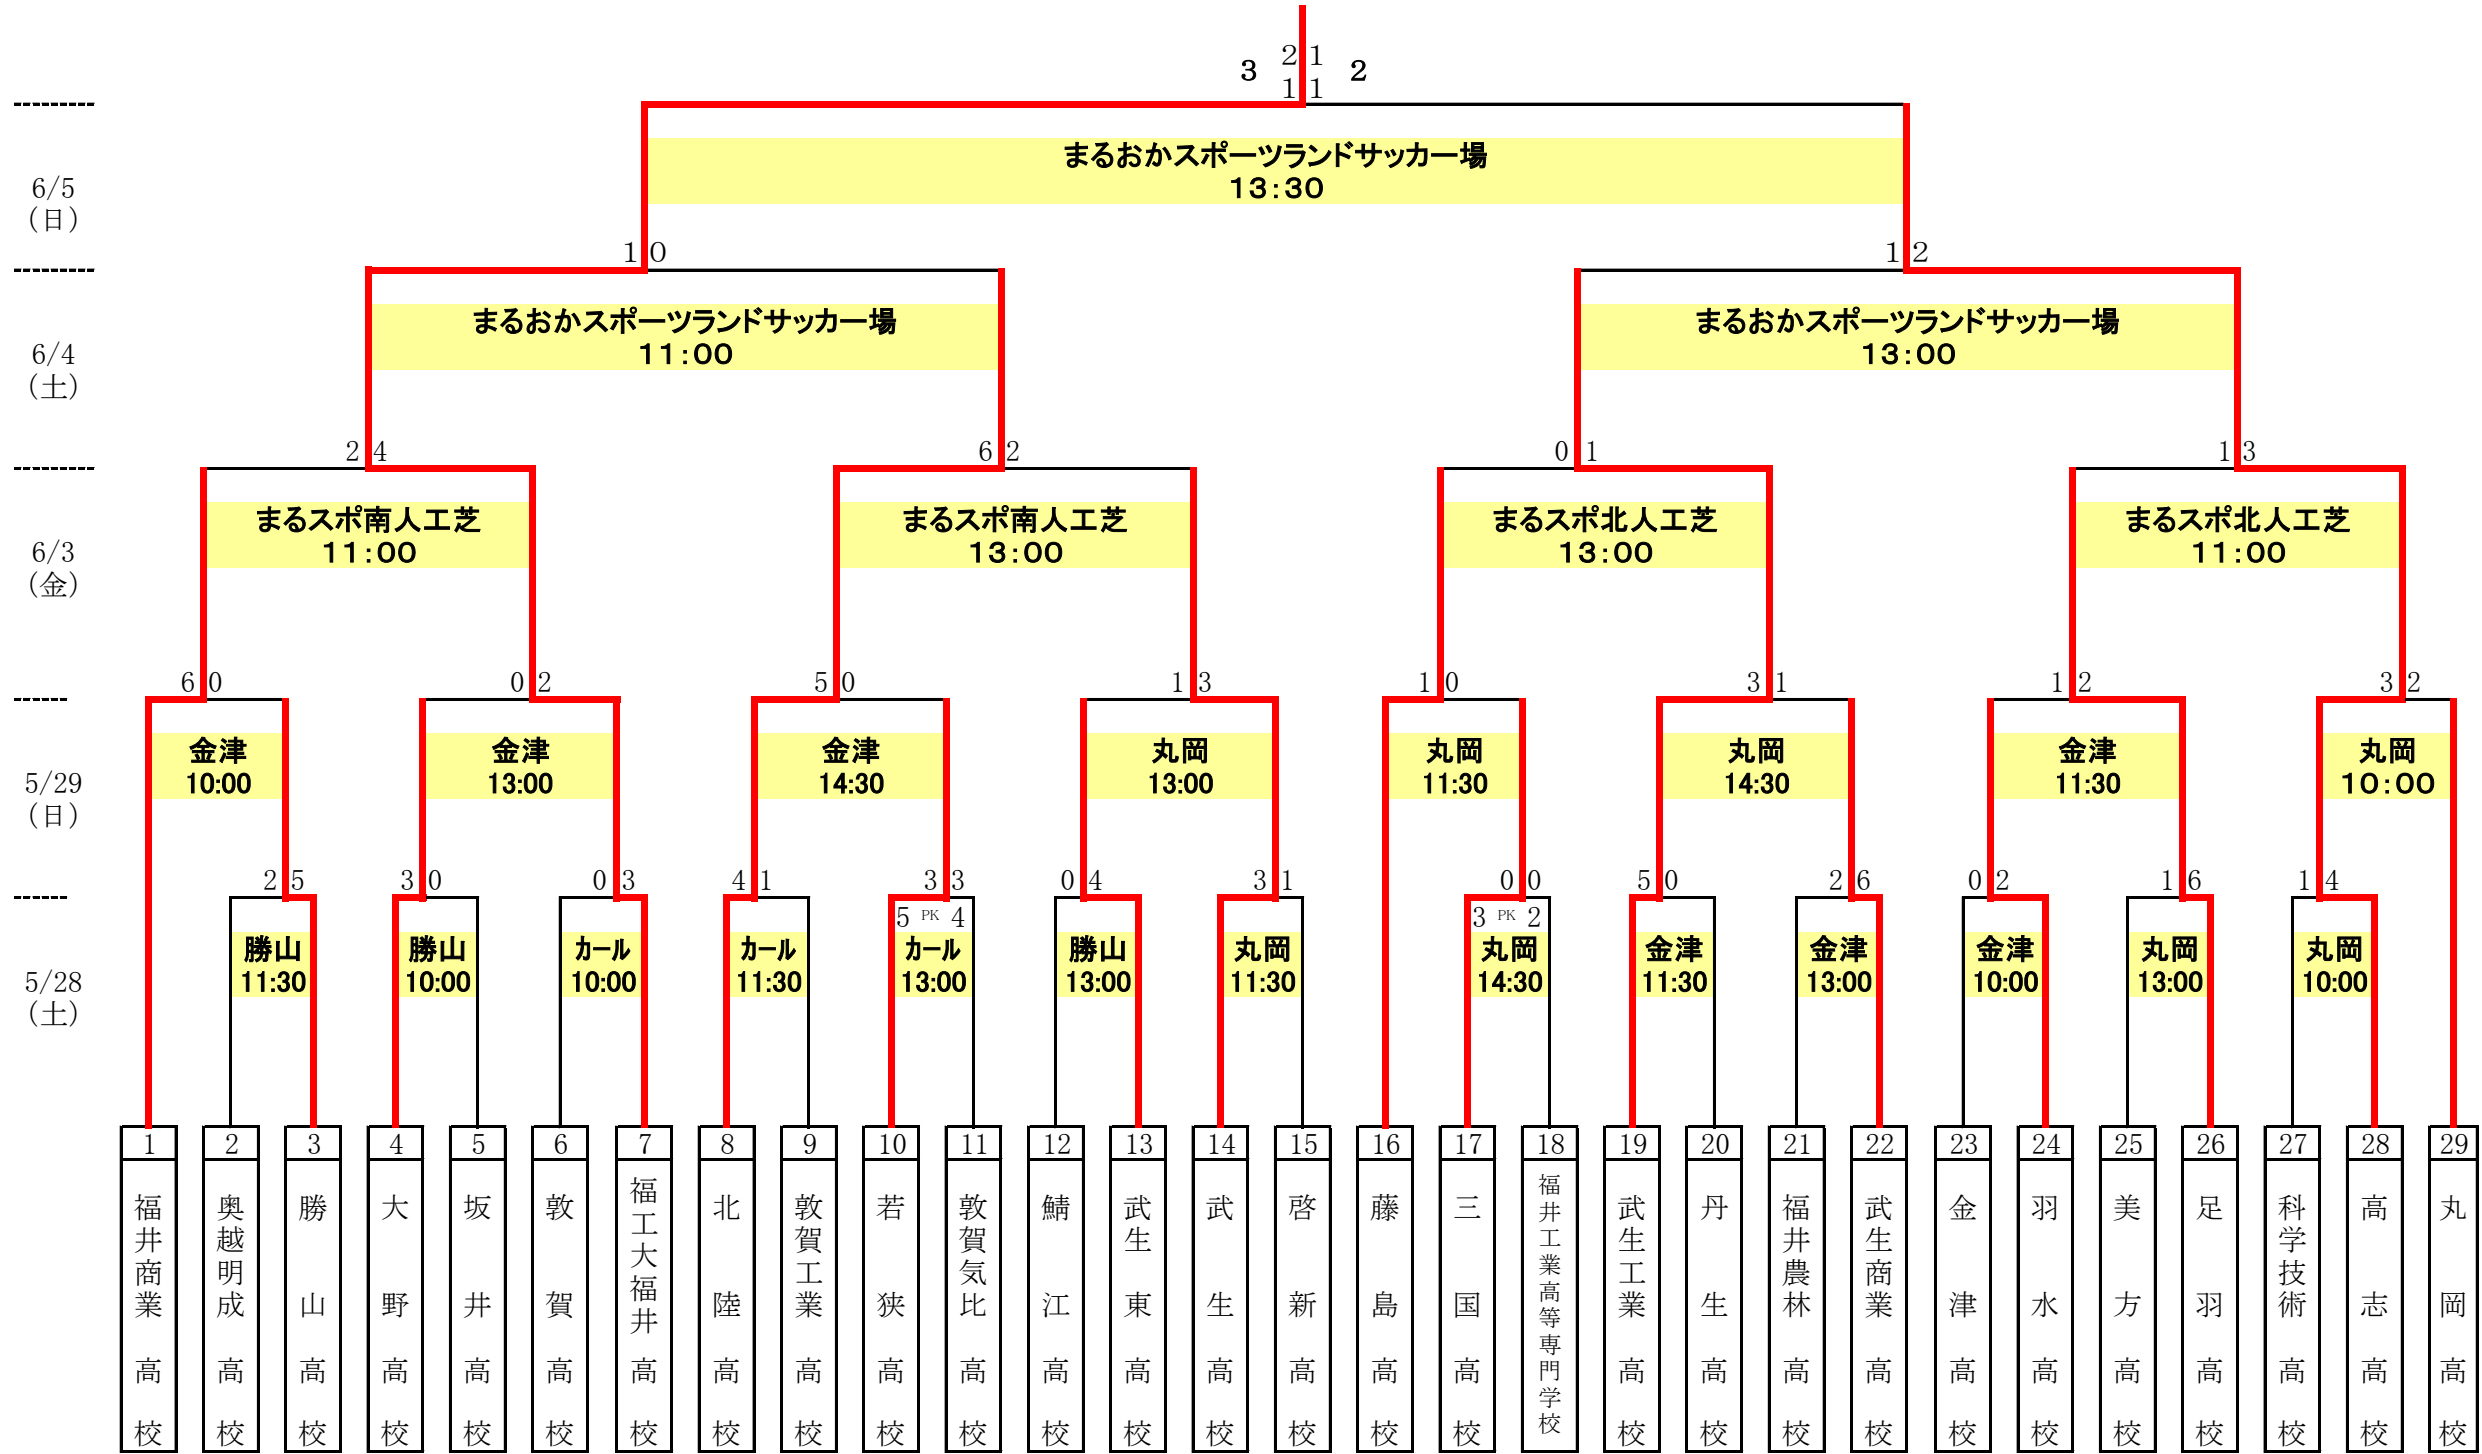 2 1
3 2
1 1
まるおかスポーツランドサッカー場
13:30
6/5
（日）
1 0 1 2
まるおかスポーツランドサッカー場 まるおかスポーツランドサッカー場
11:00 13:00
6/4
（土）
2 4 6 2 0 1 1 3
まるスポ南人工芝 まるスポ南人工芝 まるスポ北人工芝 まるスポ北人工芝
11:00 13:00 13:00 11:00
6/3
（金）
6 0 0 2 5 0 1 3 1 0 3 1 1 2 3 2
金津 金津 金津 丸岡 丸岡 丸岡 金津 丸岡
10:00 13:00 14:30 13:00 11:30 14:30 11:30 10:00
5/29
（日）
2 5 3 0 0 3 4 1 3 3 0 4 3 1 0 0 5 0 2 6 0 2 1 6 1 4
5 PK 4 3 PK 2
勝山 勝山 カール カール カール 勝山 丸岡 丸岡 金津 金津 金津 丸岡 丸岡
11:30 10:00 10:00 11:30 13:00 13:00 11:30 14:30 11:30 13:00 10:00 13:00 10:00
5/28
（土）
1 2 3 4 5 6 7 8 9 10 11 12 13 14 15 16 17 18 19 20 21 22 23 24 25 26 27 28 29
福井商業高校
奥越明成高校
勝山高校
大野高校
坂井高校
敦賀高校
福工大福井高校
北陸高校
敦賀工業高校
若狭高校
敦賀気比高校
鯖江高校
武生東高校
武生高校
啓新高校
藤島高校
三国高校
福井工業高等専門学校
武生工業高校
丹生高校
福井農林高校
武生商業高校
金津高校
羽水高校
美方高校
足羽高校
科学技術高校
高志高校
丸岡高校